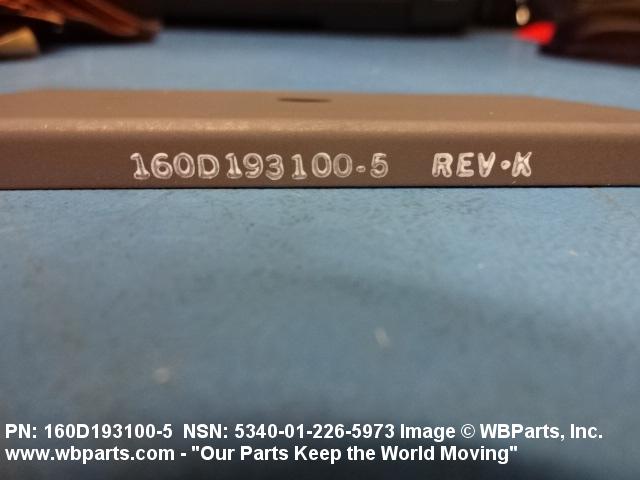 160D193100-5 REV·K
PN: 160D193100-5 NSN: 5340-01-226-5973 Image © WBParts, Inc.
www.wbparts.com - "Our Parts Keep the World Moving"